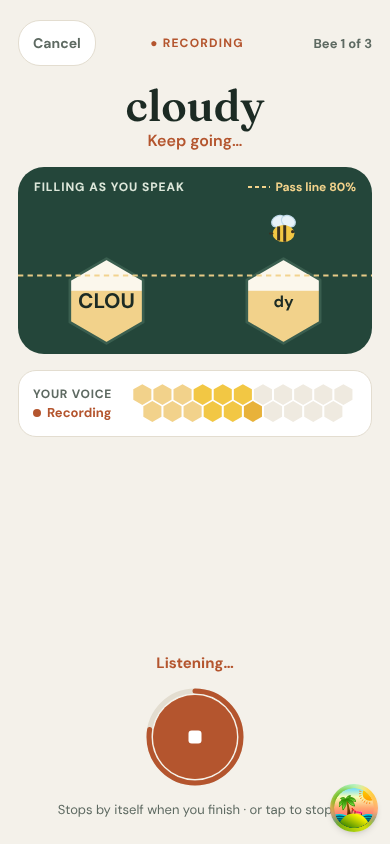 Cancel
RECORDING
Bee 1 of 3
cloudy
Keep going...
FILLING AS YOU SPEAK
Pass line 80%
CLOU
dy
YOUR VOICE
Recording
Listening...
Stops by itself when you finish · or tap to stop